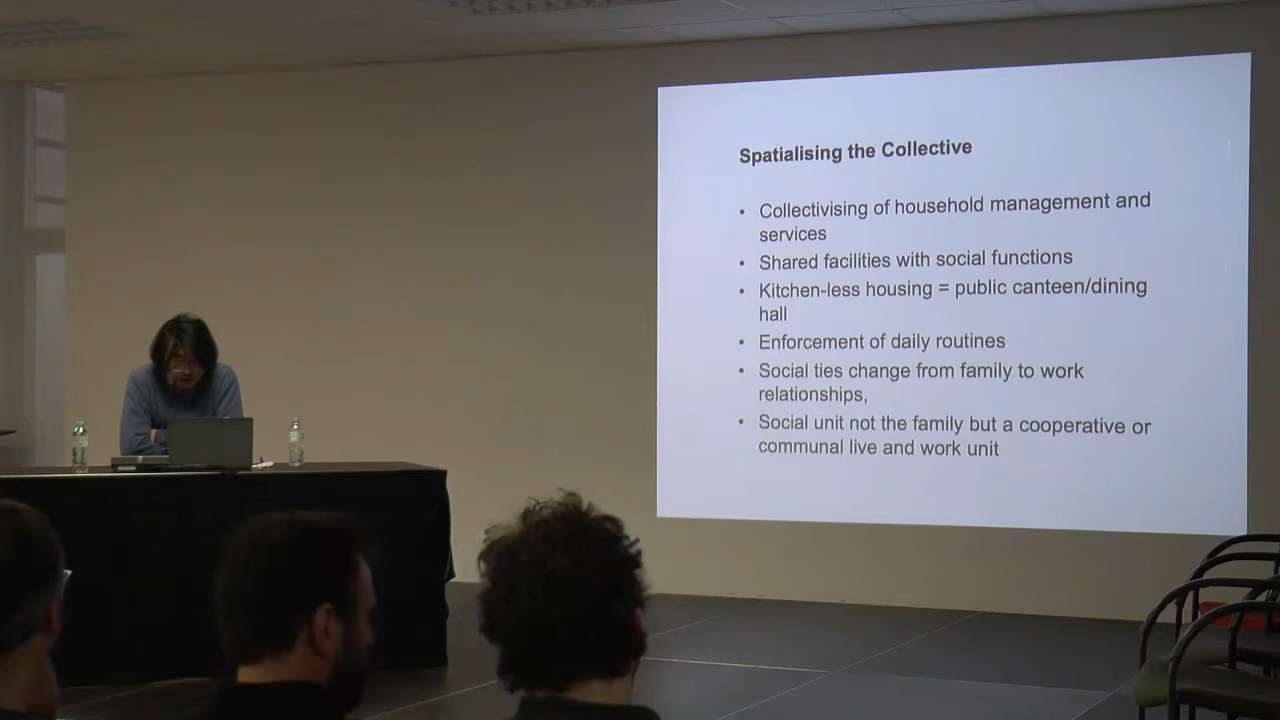 Spatialising the Collective
• Collectivising of household management and
services
• Shared facilities with social functions
• Kitchen-less housing = public canteen/dining
hall
• Enforcement of daily routines
• Social ties change from family to work
relationships,
• Social unit not the family but a cooperative or
communal live and work unit